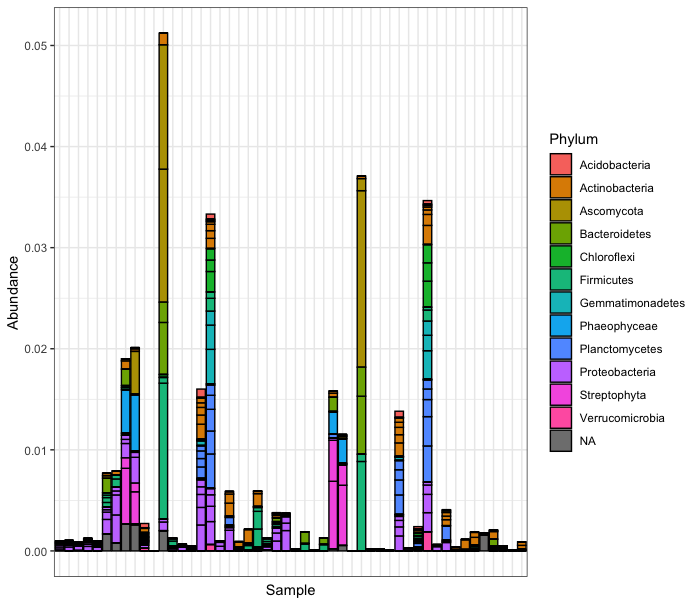 0.05
0.04
0.03
0.02
0.01
0.00
Abundance
Sample
Phylum
Acidobacteria
Actinobacteria
Ascomycota
Bacteroidetes
Chloroflexi
Firmicutes
Gemmatimonadetes
Phaeophyceae
Planctomycetes
Proteobacteria
Streptophyta
Verrucomicrobia
NA